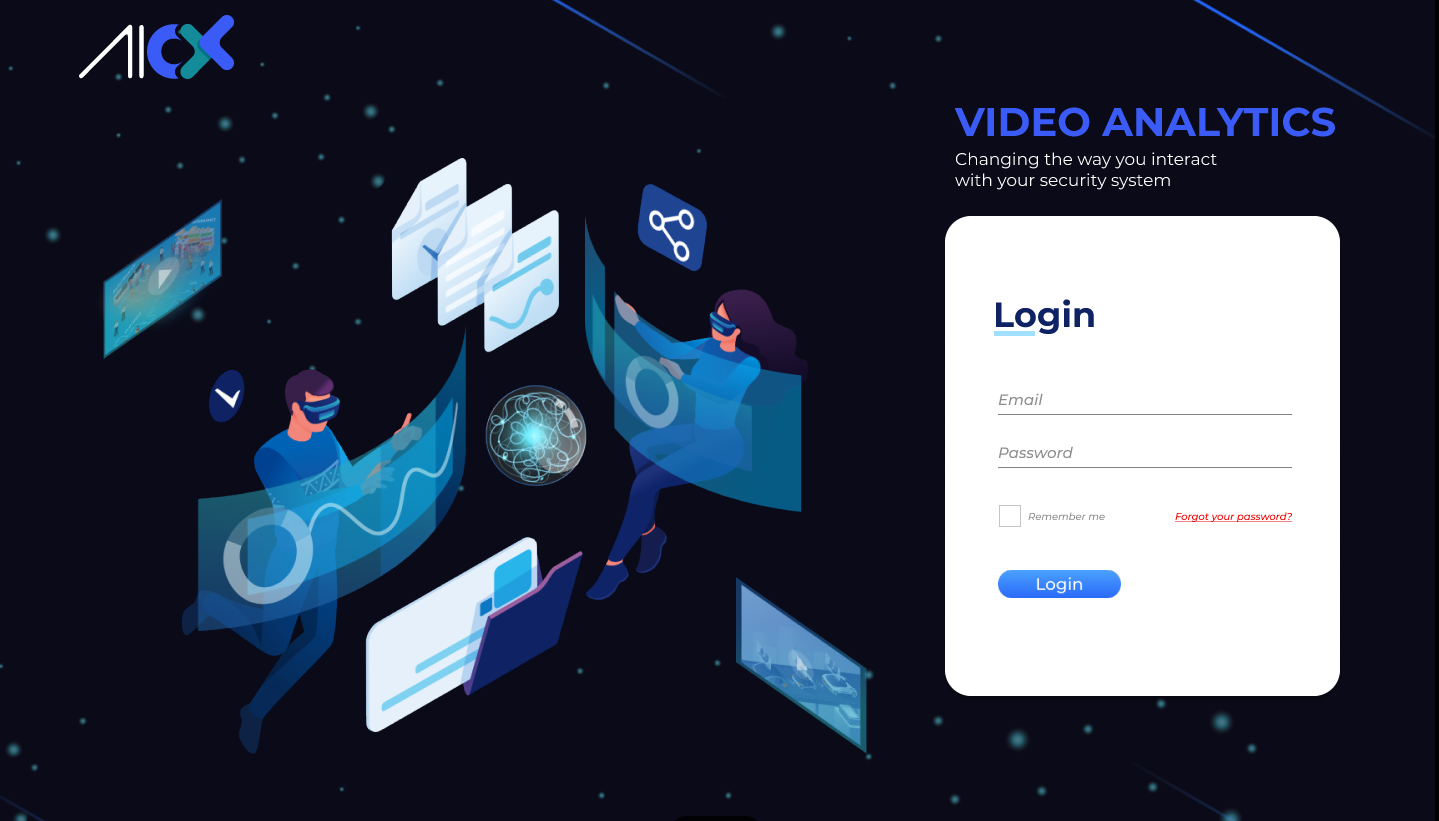 AICX
VIDEO ANALYTICS
Changing the way you interact
with your security system
Login
Email
Password
Remember me
Forgot your password?
Login